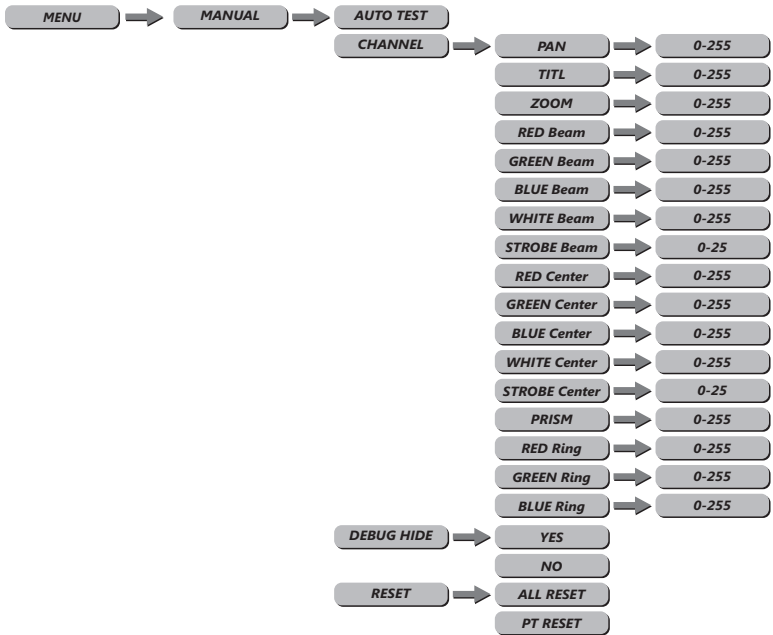 MENU MANUAL AUTO TEST
CHANNEL PAN 0-255
TITL 0-255
ZOOM 0-255
RED Beam 0-255
GREEN Beam 0-255
BLUE Beam 0-255
WHITE Beam 0-255
STROBE Beam 0-25
RED Center 0-255
GREEN Center 0-255
BLUE Center 0-255
WHITE Center 0-255
STROBE Center 0-25
PRISM 0-255
RED Ring 0-255
GREEN Ring 0-255
BLUE Ring 0-255
DEBUG HIDE YES
NO
RESET ALL RESET
PT RESET